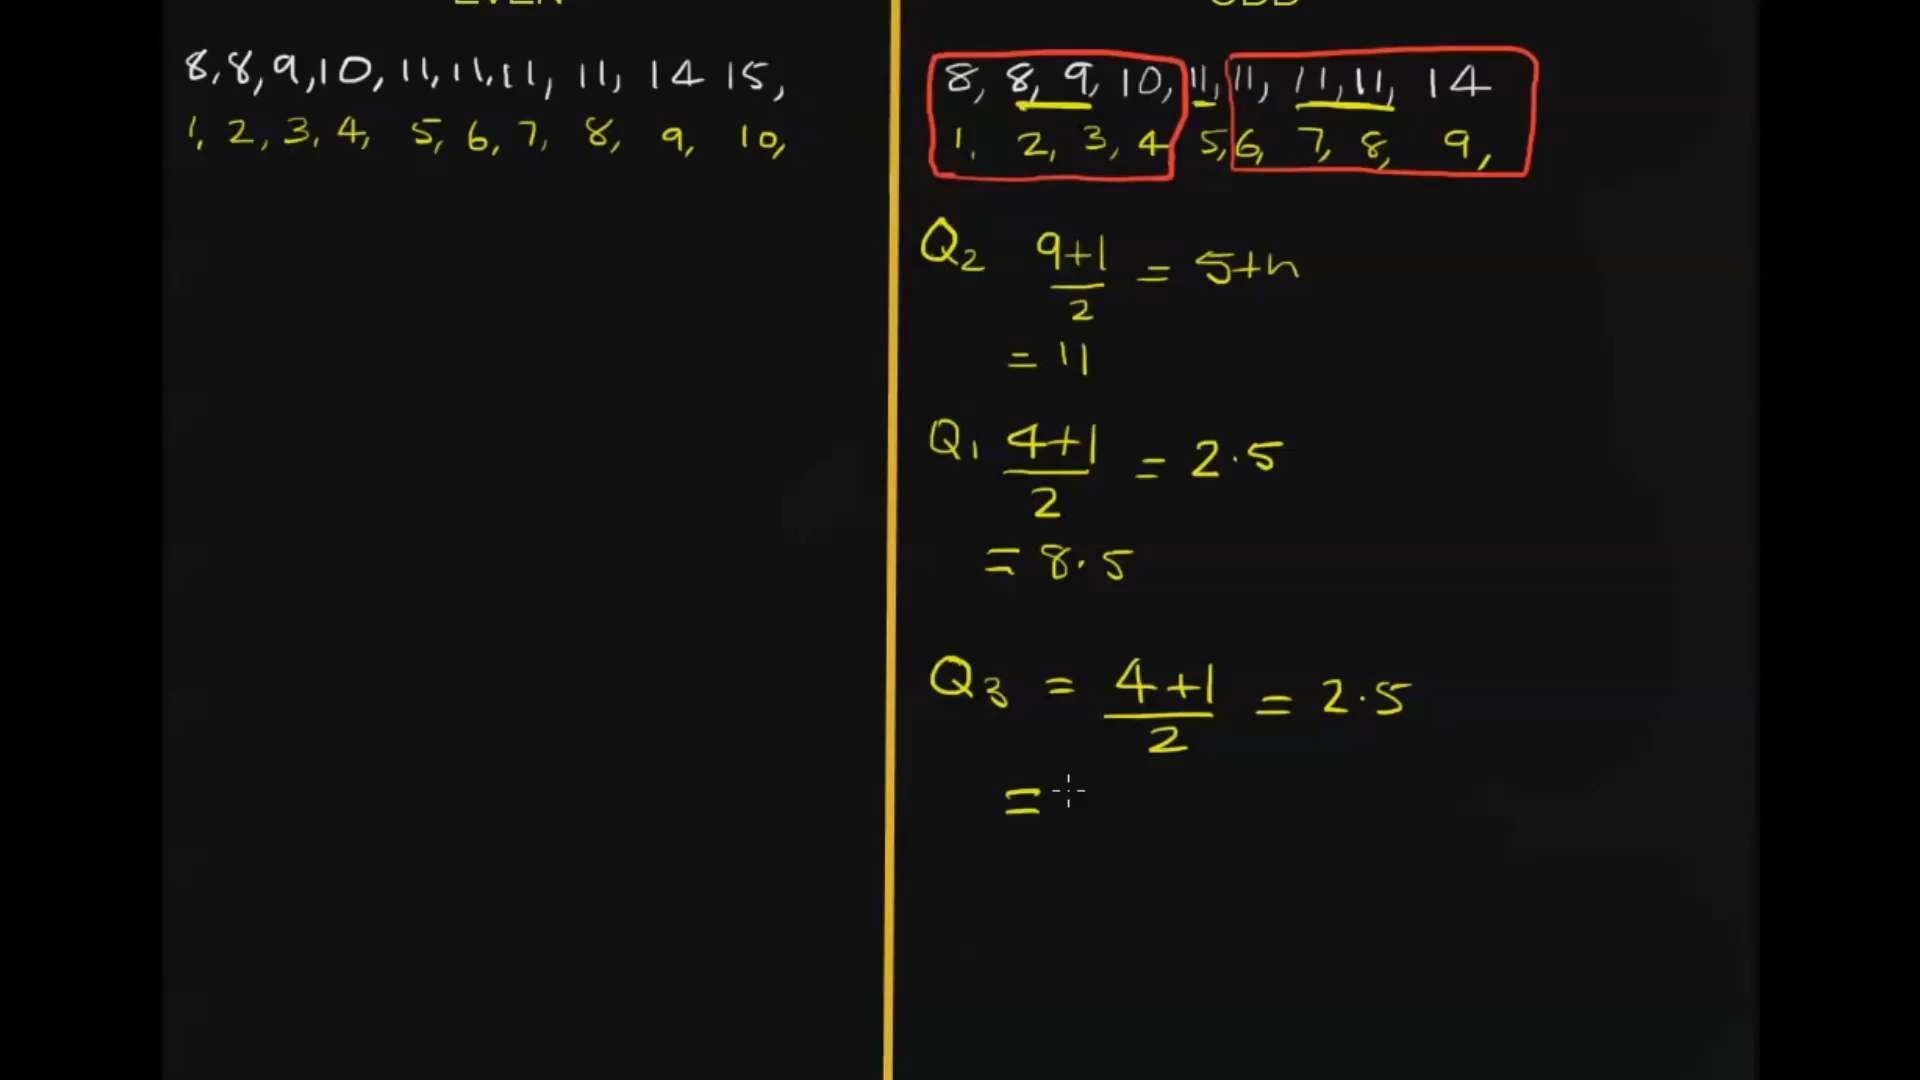 EVEN
8,8,9,10,11,11,11, 11, 14 15,
1, 2, 3, 4, 5, 6, 7, 8, 9, 10,
ODD
8, 8, 9, 10, 11, 11, 11, 11, 14
1, 2, 3, 4 5, 6, 7, 8, 9,
Q2 9+1/2 = 5th
= 11
Q1 4+1/2 = 2.5
= 8.5
Q3 = 4+1/2 = 2.5
=